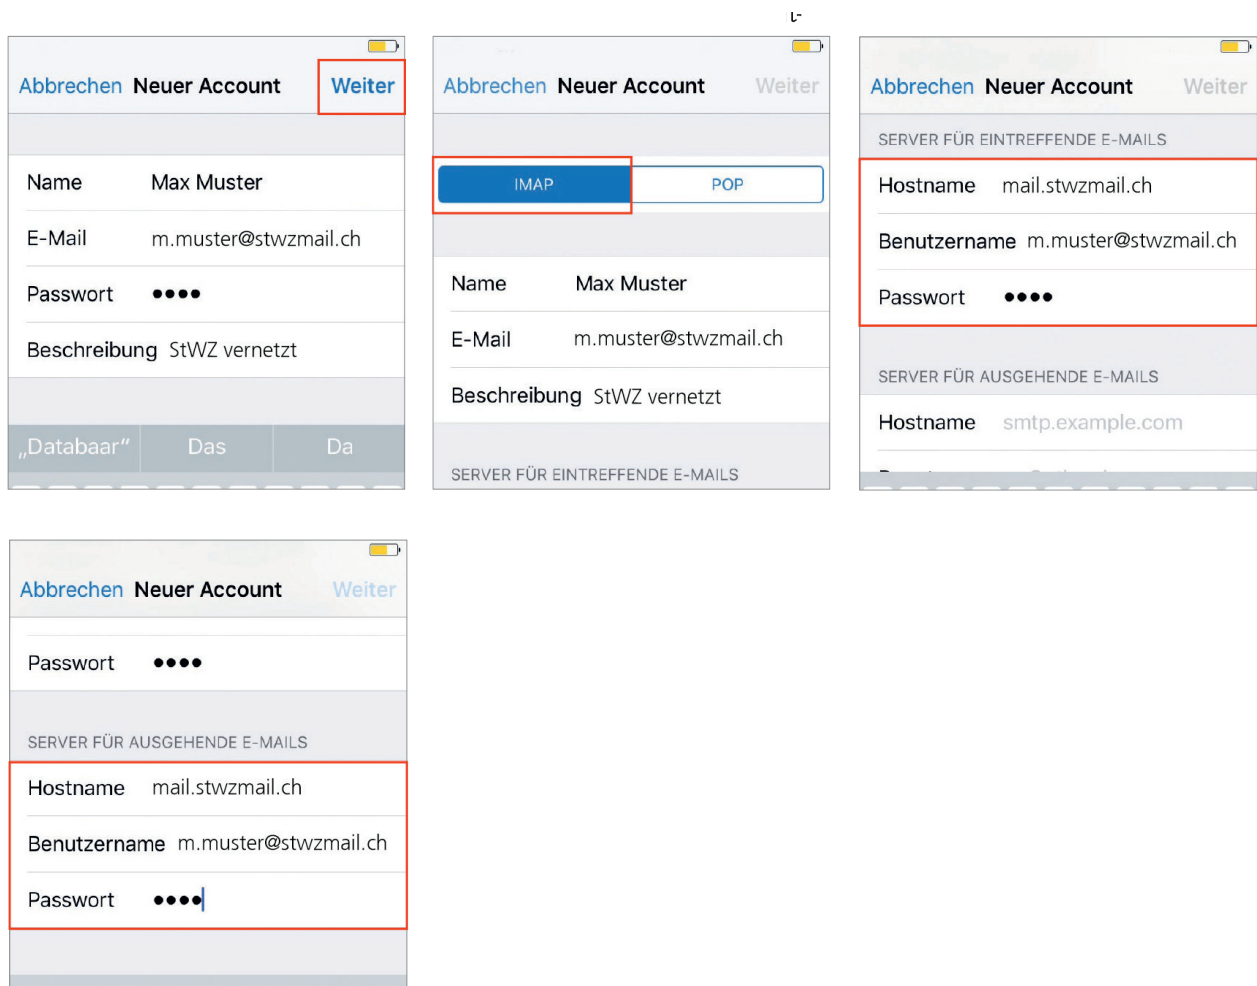 Abbrechen Neuer Account Weiter
Name Max Muster
E-Mail m.muster@stwzmail.ch
Passwort ••••
Beschreibung StWZ vernetzt
„Databaar“ Das Da
Abbrechen Neuer Account Weiter
IMAP POP
Name Max Muster
E-Mail m.muster@stwzmail.ch
Beschreibung StWZ vernetzt
SERVER FÜR EINTREFFENDE E-MAILS
Abbrechen Neuer Account Weiter
SERVER FÜR EINTREFFENDE E-MAILS
Hostname mail.stwzmail.ch
Benutzername m.muster@stwzmail.ch
Passwort ••••
SERVER FÜR AUSGEHENDE E-MAILS
Hostname smtp.example.com
Abbrechen Neuer Account Weiter
Passwort ••••
SERVER FÜR AUSGEHENDE E-MAILS
Hostname mail.stwzmail.ch
Benutzername m.muster@stwzmail.ch
Passwort ••••